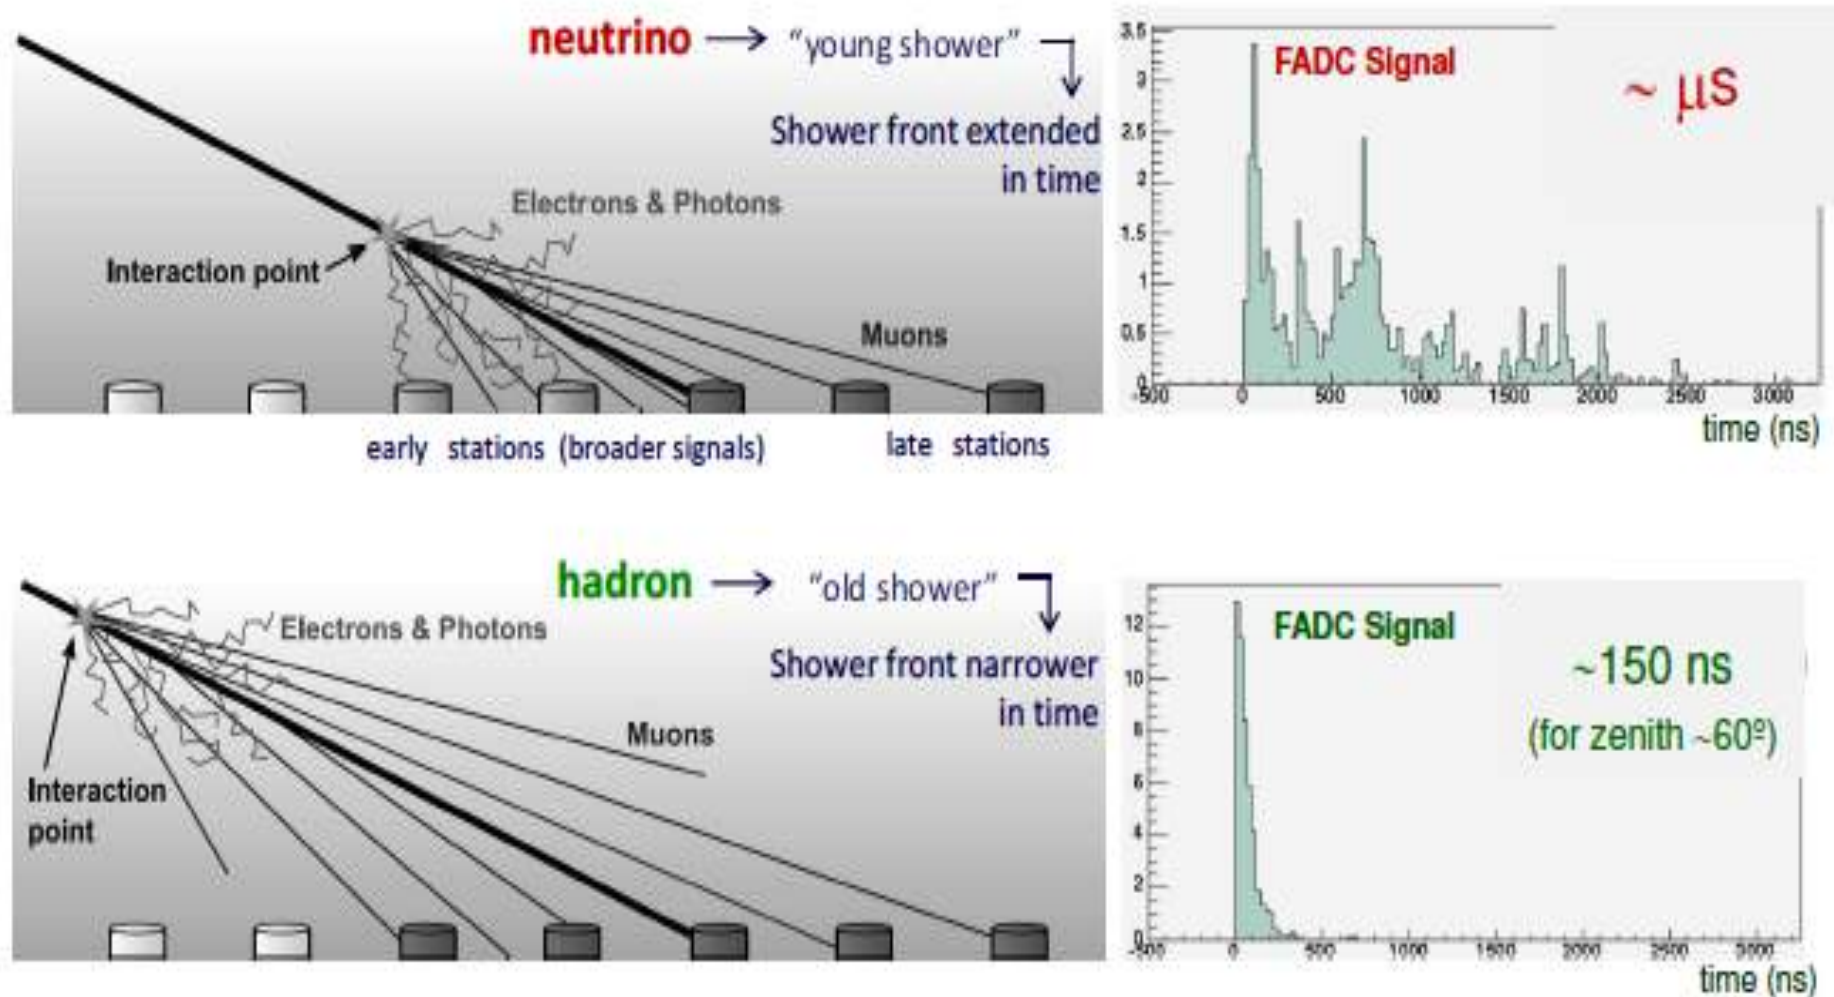 neutrino → "young shower"
Shower front extended
in time
Electrons & Photons
Interaction point
Muons
early stations (broader signals)
late stations
FADC Signal
~ μs
3.5
3
2.5
2
1.5
1
0.5
0
-500 0 500 1000 1500 2000 2500 3000
time (ns)
hadron → "old shower"
Shower front narrower
in time
Electrons & Photons
Muons
Interaction
point
FADC Signal
~150 ns
(for zenith ~60º)
12
10
8
6
4
2
0
-500 0 500 1000 1500 2000 2500 3000
time (ns)